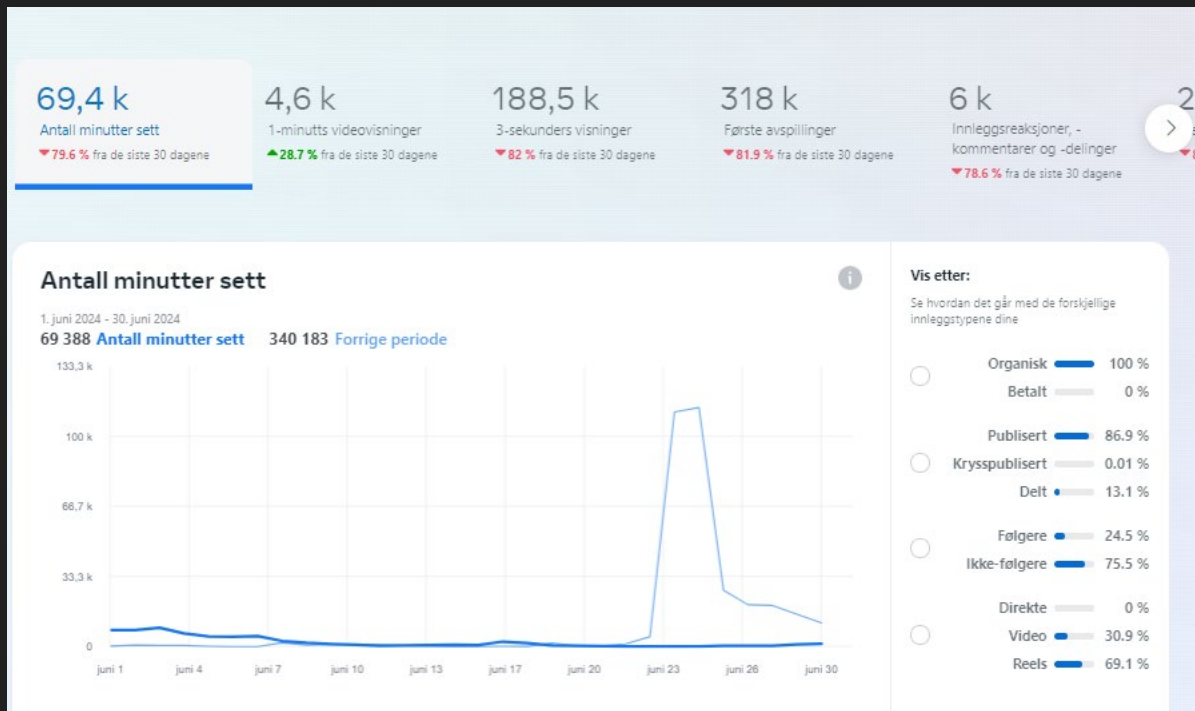 69,4 k
Antall minutter sett
79.6 % fra de siste 30 dagene
4,6 k
1-minutts videovisninger
28.7 % fra de siste 30 dagene
188,5 k
3-sekunders visninger
82 % fra de siste 30 dagene
318 k
Første avspillinger
81.9 % fra de siste 30 dagene
6 k
Innleggsreaksjoner, -
kommentarer og -delinger
78.6 % fra de siste 30 dagene
Antall minutter sett
1. juni 2024 - 30. juni 2024
69 388 Antall minutter sett 340 183 Forrige periode
133,3 k
100 k
66,7 k
33,3 k
0
juni 1 juni 4 juni 7 juni 10 juni 13 juni 17 juni 20 juni 23 juni 26 juni 30
Vis etter:
Se hvordan det går med de forskjellige
innleggstypene dine
Organisk 100 %
Betalt 0 %
Publisert 86.9 %
Krysspublisert 0.01 %
Delt 13.1 %
Følgere 24.5 %
Ikke-følgere 75.5 %
Direkte 0 %
Video 30.9 %
Reels 69.1 %